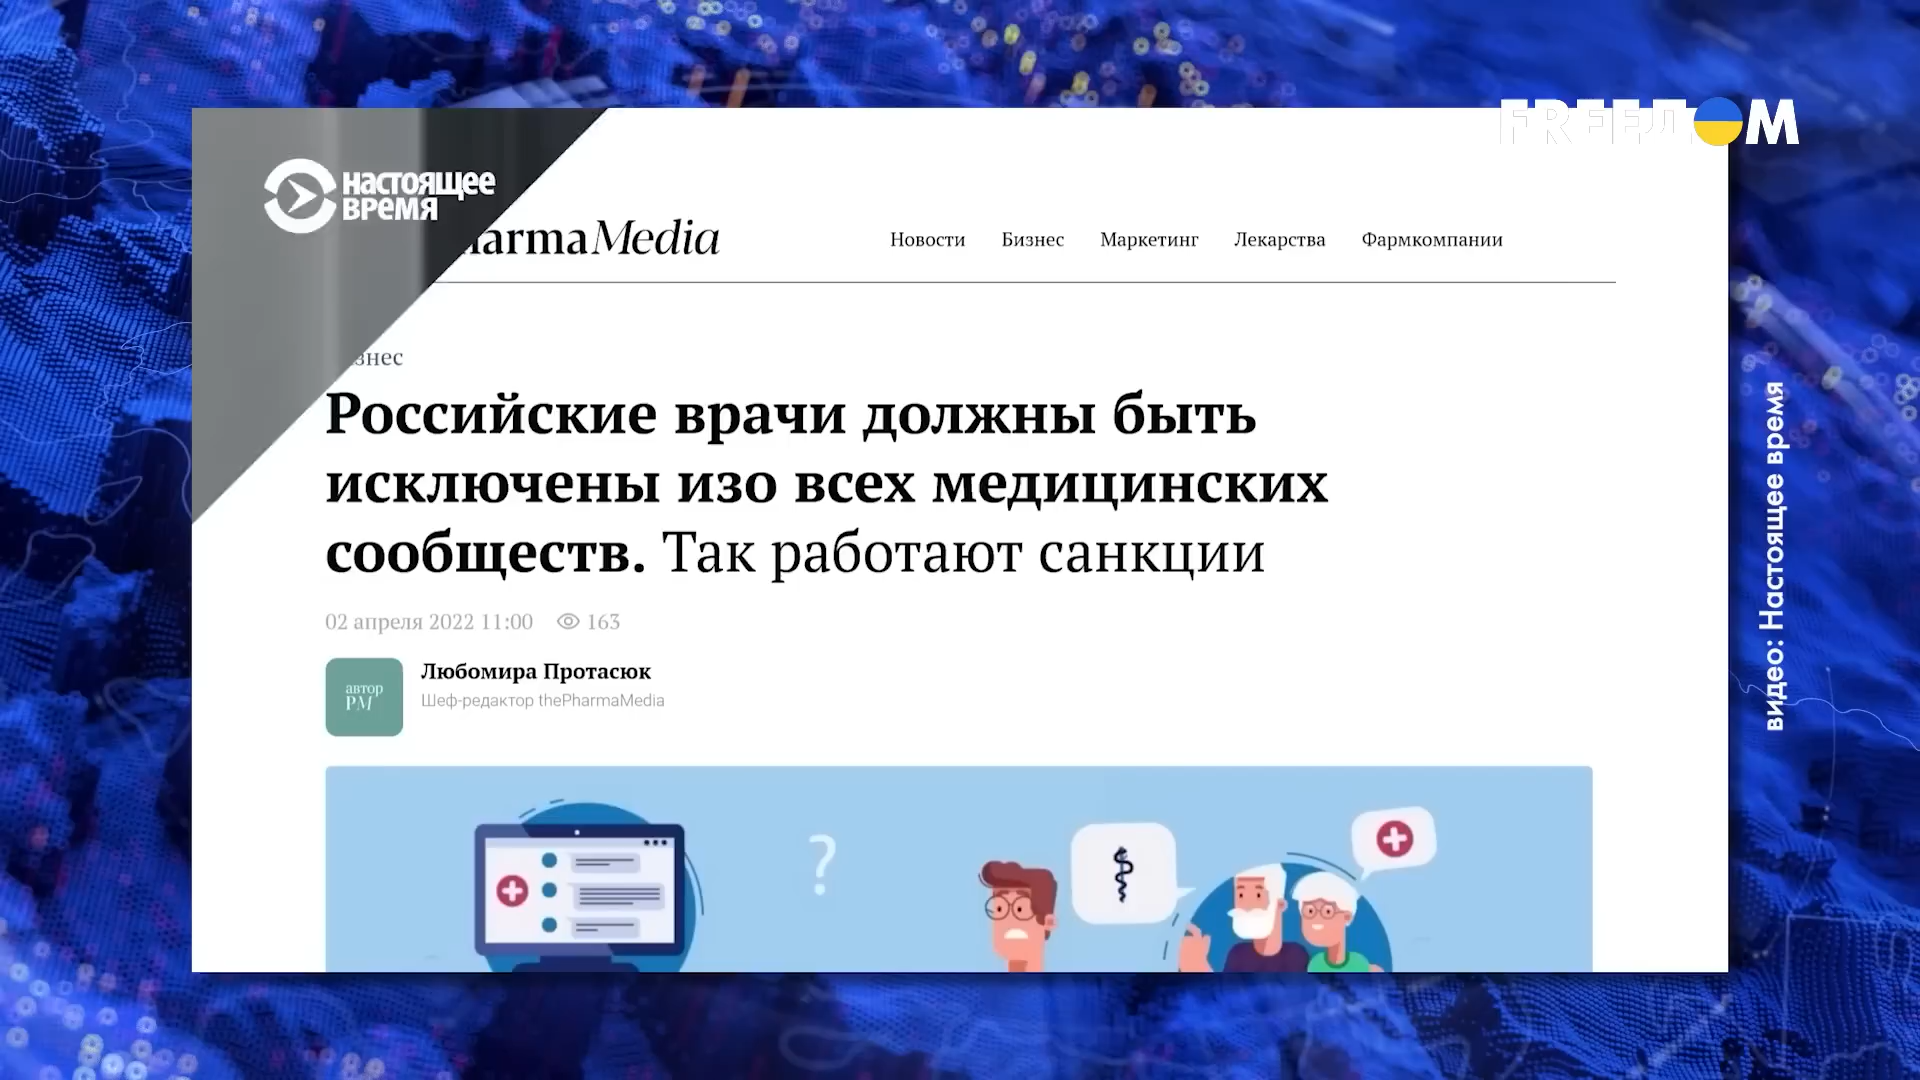 FREEДOM
НАСТОЯЩЕЕ
ВРЕМЯ
armaMedia
Новости Бизнес Маркетинг Лекарства Фармкомпании
знес
Российские врачи должны быть
исключены изо всех медицинских
сообществ. Так работают санкции
02 апреля 2022 11:00 163
автор
PM
Любомира Протасюк
Шеф-редактор thePharmaMedia
?
видео: Настоящее время